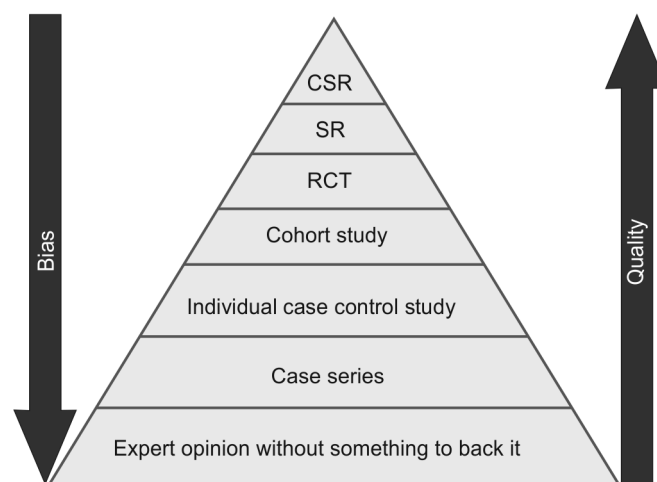 CSR
SR
RCT
Cohort study
Individual case control study
Case series
Expert opinion without something to back it
Bias
Quality